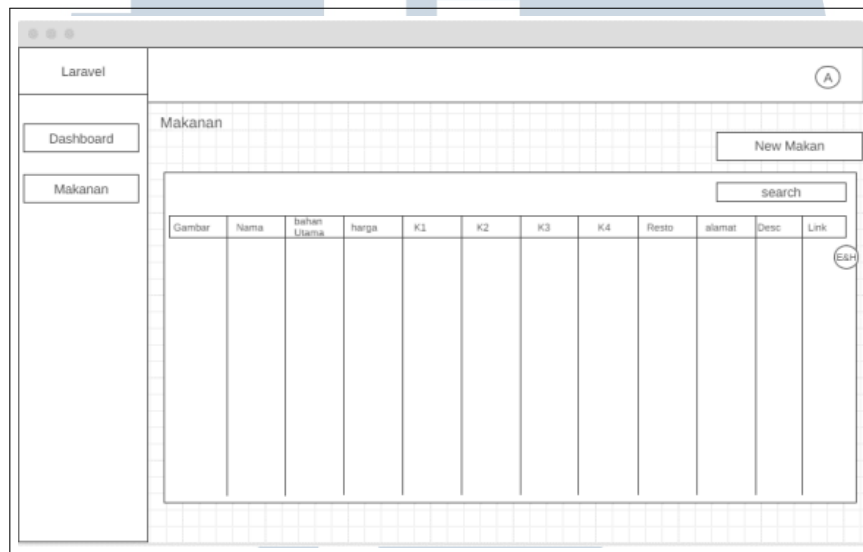 Laravel
A
Dashboard
Makanan
Makanan
New Makan
search
Gambar Nama bahan Utama harga K1 K2 K3 K4 Resto alamat Desc Link
E&H